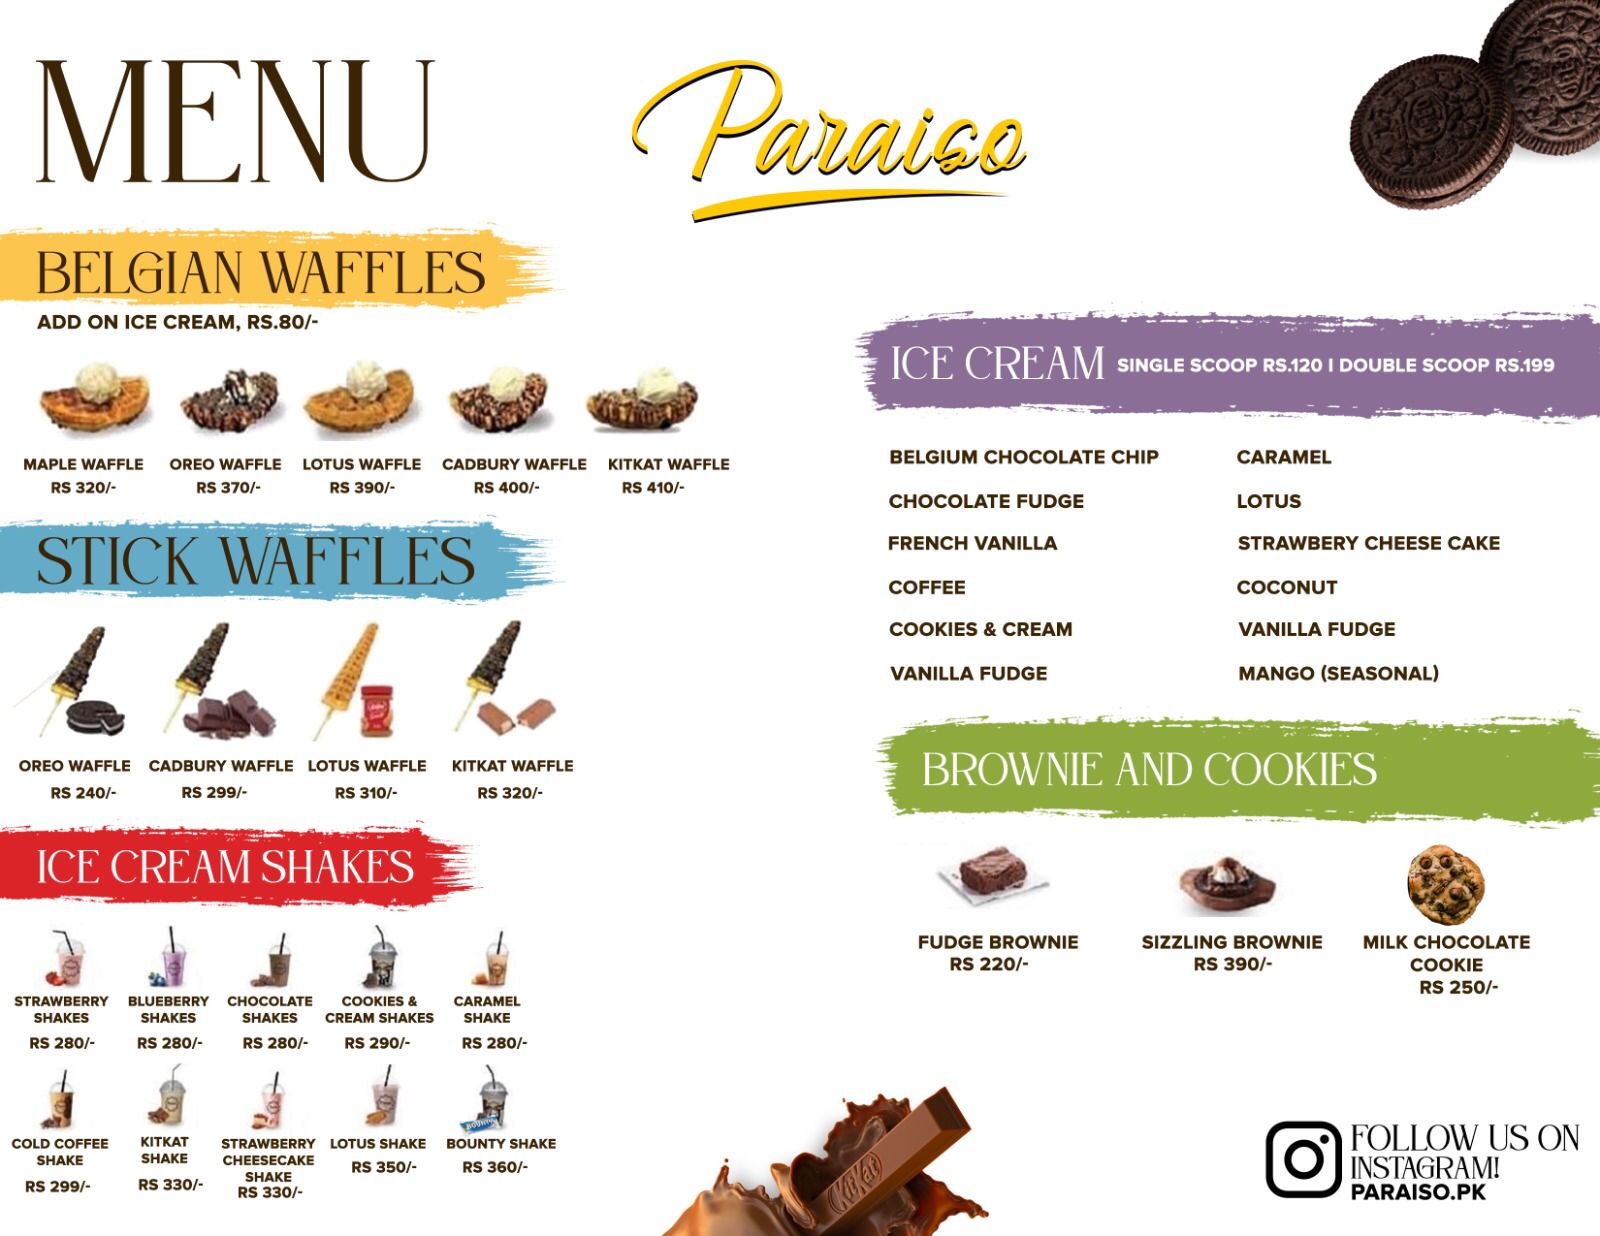 MENU
Paraiso
BELGIAN WAFFLES
ADD ON ICE CREAM, RS.80/-
MAPLE WAFFLE
RS 320/-
OREO WAFFLE
RS 370/-
LOTUS WAFFLE
RS 390/-
CADBURY WAFFLE
RS 400/-
KITKAT WAFFLE
RS 410/-
STICK WAFFLES
OREO WAFFLE
RS 240/-
CADBURY WAFFLE
RS 299/-
LOTUS WAFFLE
RS 310/-
KITKAT WAFFLE
RS 320/-
ICE CREAM SHAKES
STRAWBERRY
SHAKES
RS 280/-
BLUEBERRY
SHAKES
RS 280/-
CHOCOLATE
SHAKES
RS 280/-
COOKIES &
CREAM SHAKES
RS 290/-
CARAMEL
SHAKE
RS 280/-
COLD COFFEE
SHAKE
RS 299/-
KITKAT
SHAKE
RS 330/-
STRAWBERRY
CHEESECAKE
SHAKE
RS 330/-
LOTUS SHAKE
RS 350/-
BOUNTY
BOUNTY SHAKE
RS 360/-
ICE CREAM SINGLE SCOOP RS.120 I DOUBLE SCOOP RS.199
BELGIUM CHOCOLATE CHIP
CHOCOLATE FUDGE
FRENCH VANILLA
COFFEE
COOKIES & CREAM
VANILLA FUDGE
CARAMEL
LOTUS
STRAWBERY CHEESE CAKE
COCONUT
VANILLA FUDGE
MANGO (SEASONAL)
BROWNIE AND COOKIES
FUDGE BROWNIE
RS 220/-
SIZZLING BROWNIE
RS 390/-
MILK CHOCOLATE
COOKIE
RS 250/-
KitKat
FOLLOW US ON
INSTAGRAM!
PARAISO.PK